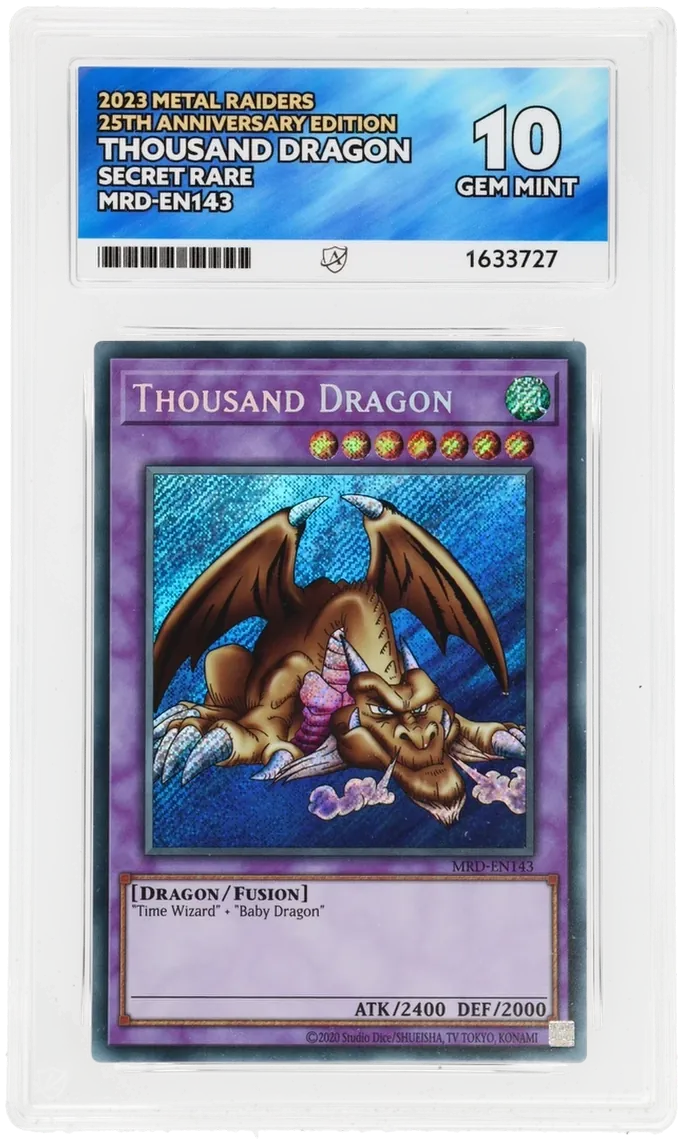 2023 METAL RAIDERS
25TH ANNIVERSARY EDITION
THOUSAND DRAGON
SECRET RARE
MRD-EN143
10
GEM MINT
1633727
THOUSAND DRAGON
MRD-EN143
[DRAGON/FUSION]
"Time Wizard" + "Baby Dragon"
ATK/2400 DEF/2000
©2020 Studio Dice/SHUEISHA, TV TOKYO, KONAMI